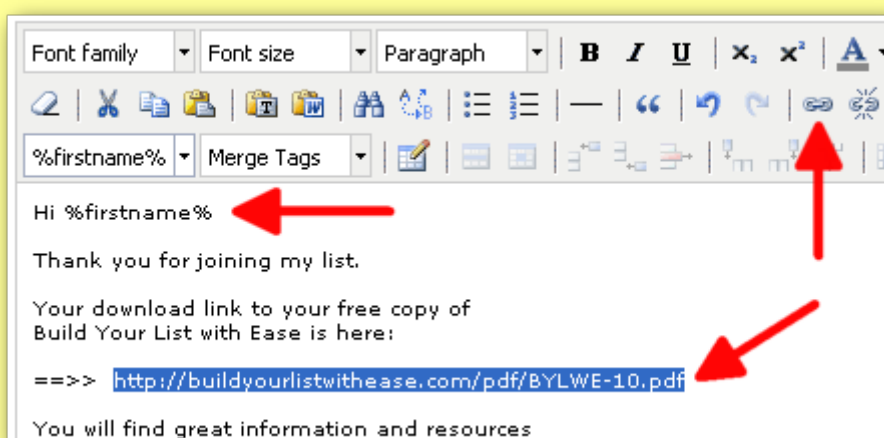 Font family Font size Paragraph B I U x₂ x² A
%firstname% Merge Tags
Hi %firstname%
Thank you for joining my list.
Your download link to your free copy of
Build Your List with Ease is here:
==>> http://buildyourlistwithease.com/pdf/BYLWE-10.pdf
You will find great information and resources